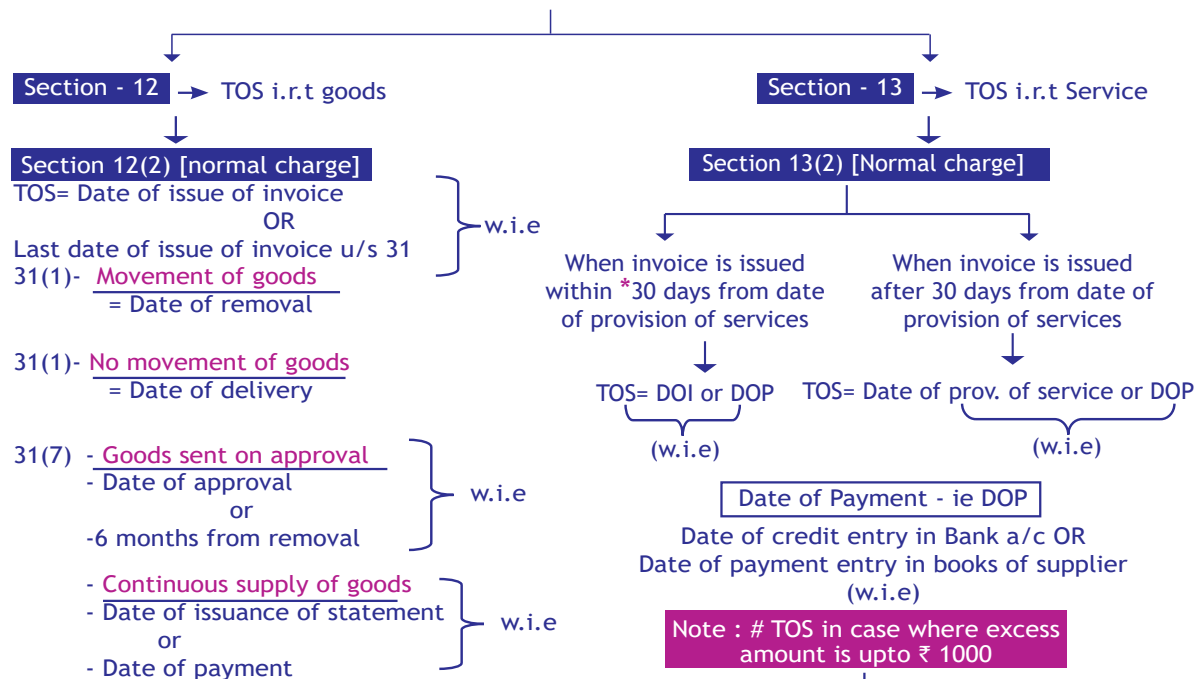 Section - 12
TOS i.r.t goods
Section 12(2) [normal charge]
TOS= Date of issue of invoice
OR
Last date of issue of invoice u/s 31
w.i.e
31(1)- Movement of goods
= Date of removal
31(1)- No movement of goods
= Date of delivery
31(7) - Goods sent on approval
- Date of approval
or
-6 months from removal
w.i.e
- Continuous supply of goods
- Date of issuance of statement
or
- Date of payment
w.i.e
Section - 13
TOS i.r.t Service
Section 13(2) [Normal charge]
When invoice is issued
within *30 days from date
of provision of services
TOS= DOI or DOP
(w.i.e)
When invoice is issued
after 30 days from date of
provision of services
TOS= Date of prov. of service or DOP
(w.i.e)
Date of Payment - ie DOP
Date of credit entry in Bank a/c OR
Date of payment entry in books of supplier
(w.i.e)
Note : # TOS in case where excess
amount is upto ₹ 1000